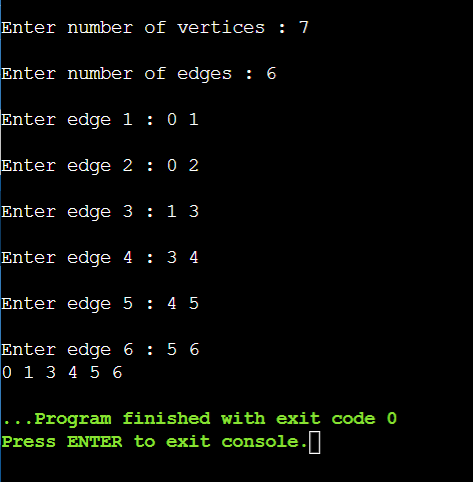 Enter number of vertices : 7
Enter number of edges : 6
Enter edge 1 : 0 1
Enter edge 2 : 0 2
Enter edge 3 : 1 3
Enter edge 4 : 3 4
Enter edge 5 : 4 5
Enter edge 6 : 5 6
0 1 3 4 5 6
...Program finished with exit code 0
Press ENTER to exit console.